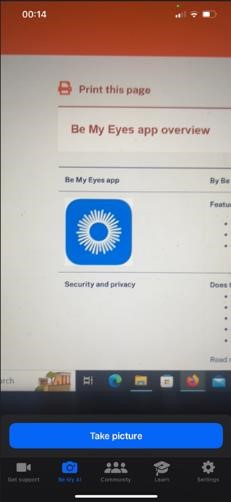 00:14
Print this page
Be My Eyes app overview
Be My Eyes app
By Be
Featu
Security and privacy
Does t
Read
rch
Take picture
Get support
Be My AI
Community
Learn
Settings